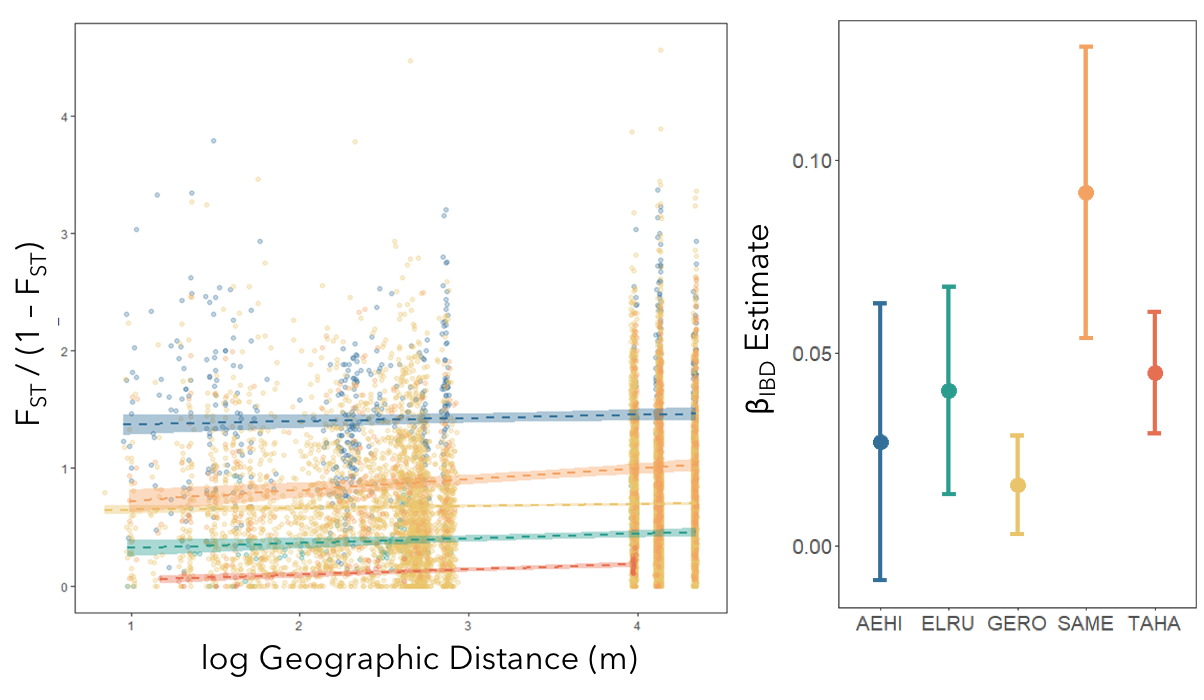 F_ST / (1 – F_ST)
4
3
2
1
0
1 2 3 4
log Geographic Distance (m)
β_IBD Estimate
0.10
0.05
0.00
AEHI ELRU GERO SAME TAHA